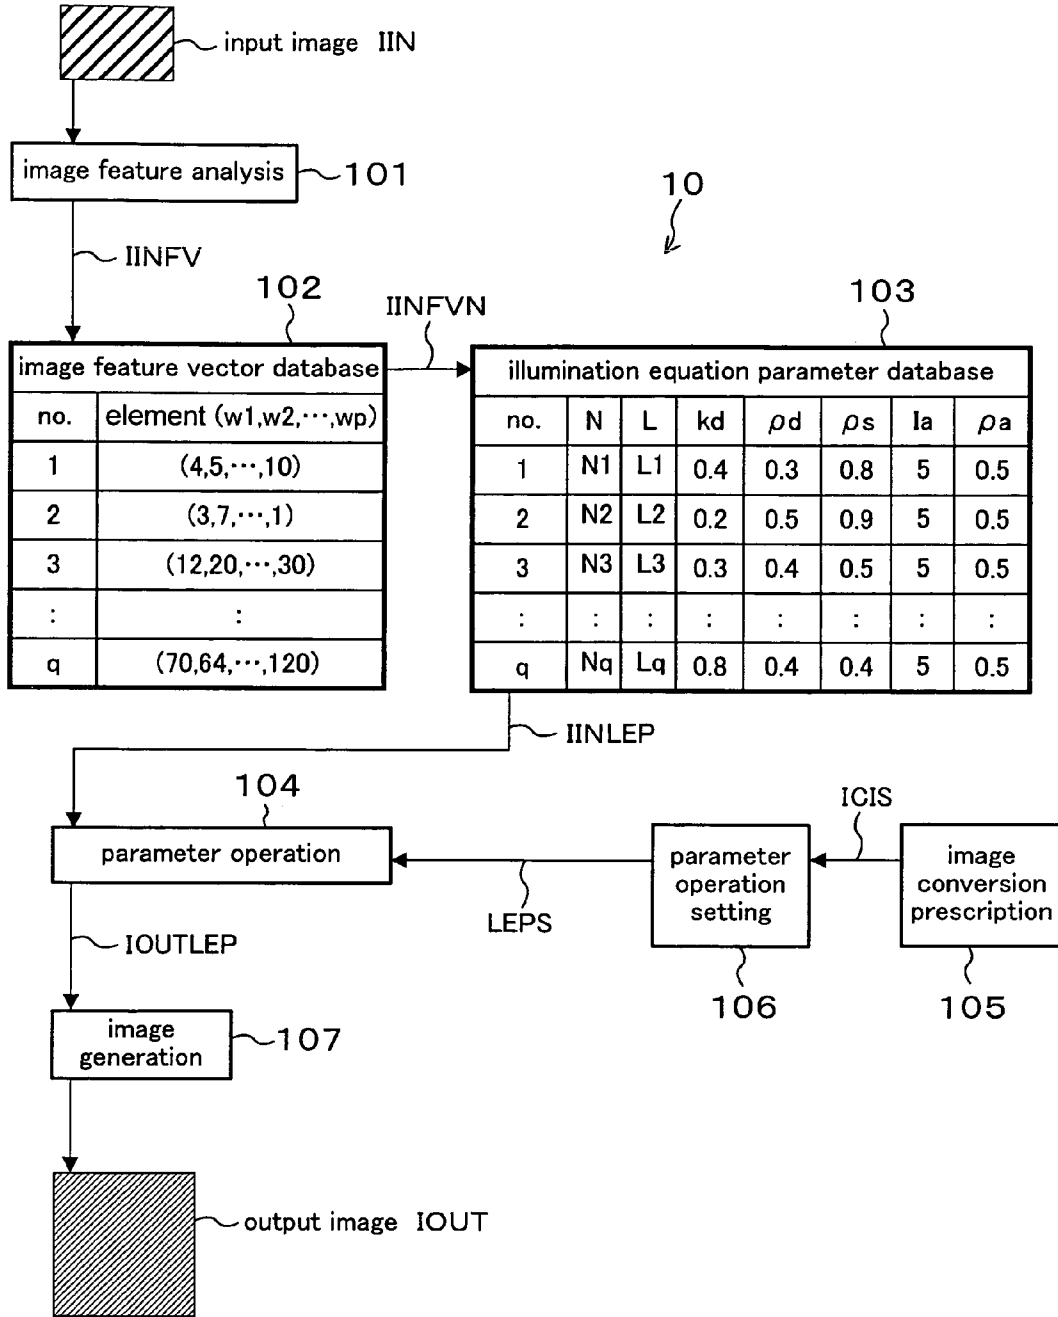 input image IIN
image feature analysis
101
10
IINFV
102
IINFVN
103
image feature vector database
no. element (w1,w2,⋯,wp)
1 (4,5,⋯,10)
2 (3,7,⋯,1)
3 (12,20,⋯,30)
: :
q (70,64,⋯,120)
illumination equation parameter database
no. N L kd ρd ρs Ia ρa
1 N1 L1 0.4 0.3 0.8 5 0.5
2 N2 L2 0.2 0.5 0.9 5 0.5
3 N3 L3 0.3 0.4 0.5 5 0.5
: : : : : : : :
q Nq Lq 0.8 0.4 0.4 5 0.5
IINLEP
104
parameter operation
ICIS
LEPS
parameter
operation
setting
106
image
conversion
prescription
105
IOUTLEP
image
generation
107
output image IOUT